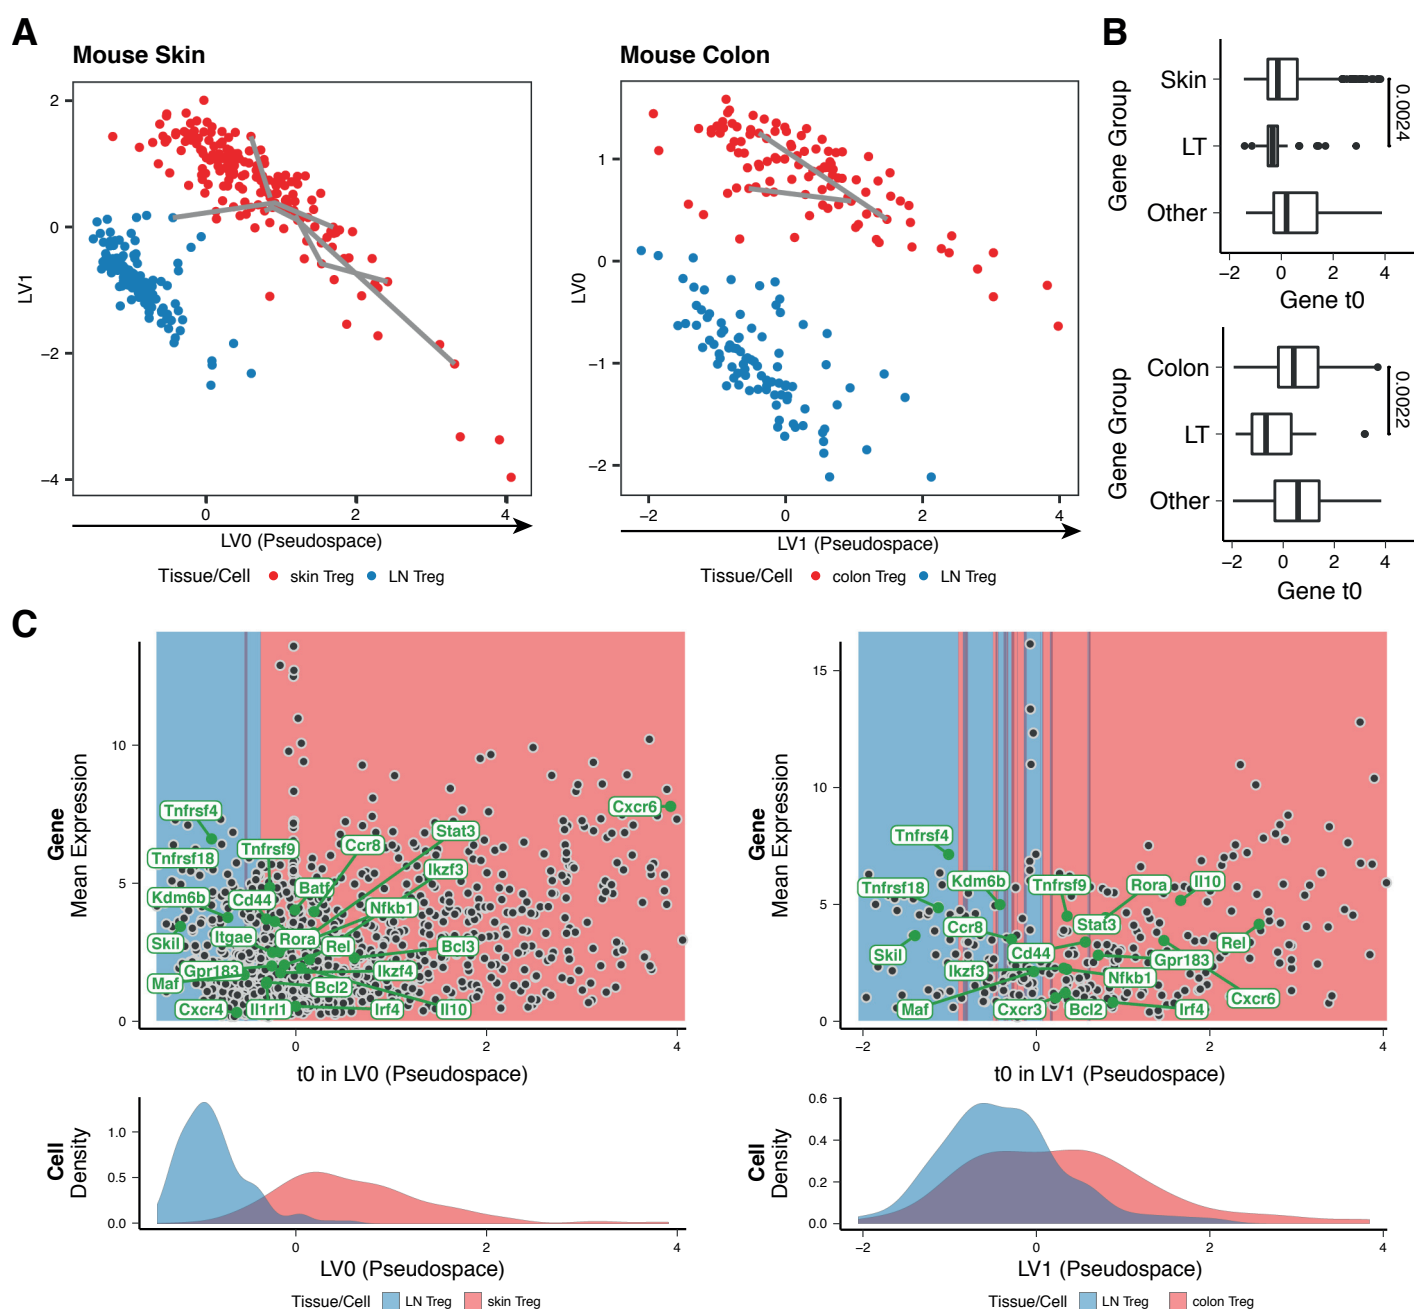 A
Mouse Skin
Mouse Colon
B
2
0
−2
−4
LV1
0
2
4
LV0 (Pseudospace)
Tissue/Cell
skin Treg
LN Treg
1
0
−1
−2
LV0
−2
0
2
4
LV1 (Pseudospace)
Tissue/Cell
colon Treg
LN Treg
Gene Group
Skin
LT
Other
0.0024
−2
0
2
4
Gene t0
Gene Group
Colon
LT
Other
0.0022
−2
0
2
4
Gene t0
C
Gene
Mean Expression
10
5
0
Tnfrsf4
Tnfrsf18
Tnfrsf9
Ccr8
Stat3
Cxcr6
Ikzf3
Kdm6b
Cd44
Batf
Nfkb1
Skil
Itgae
Rora
Rel
Bcl3
Maf
Gpr183
Ikzf4
Bcl2
Cxcr4
Il1rl1
Irf4
Il10
0
2
4
t0 in LV0 (Pseudospace)
Gene
Mean Expression
15
10
5
0
Tnfrsf4
Tnfrsf18
Kdm6b
Tnfrsf9
Rora
Il10
Ccr8
Stat3
Skil
Cd44
Rel
Gpr183
Ikzf3
Nfkb1
Maf
Cxcr3
Bcl2
Irf4
Cxcr6
−2
0
2
4
t0 in LV1 (Pseudospace)
Cell
Density
1.0
0.5
0.0
0
2
4
LV0 (Pseudospace)
Tissue/Cell
LN Treg
skin Treg
Cell
Density
0.6
0.4
0.2
0.0
−2
0
2
4
LV1 (Pseudospace)
Tissue/Cell
LN Treg
colon Treg